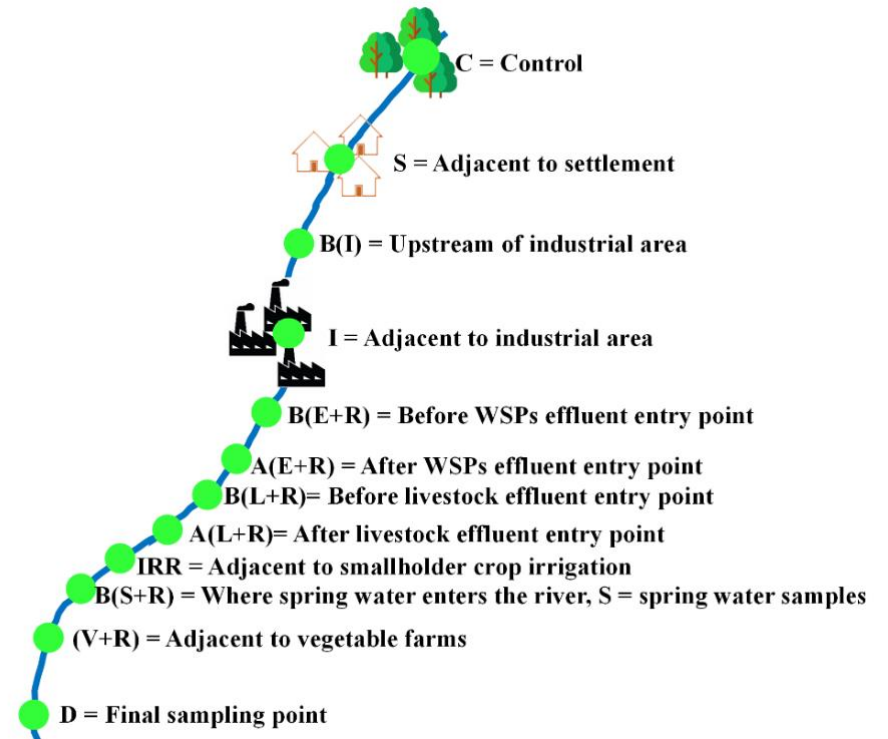 C = Control
S = Adjacent to settlement
B(I) = Upstream of industrial area
I = Adjacent to industrial area
B(E+R) = Before WSPs effluent entry point
A(E+R) = After WSPs effluent entry point
B(L+R)= Before livestock effluent entry point
A(L+R)= After livestock effluent entry point
IRR = Adjacent to smallholder crop irrigation
B(S+R) = Where spring water enters the river, S = spring water samples
(V+R) = Adjacent to vegetable farms
D = Final sampling point